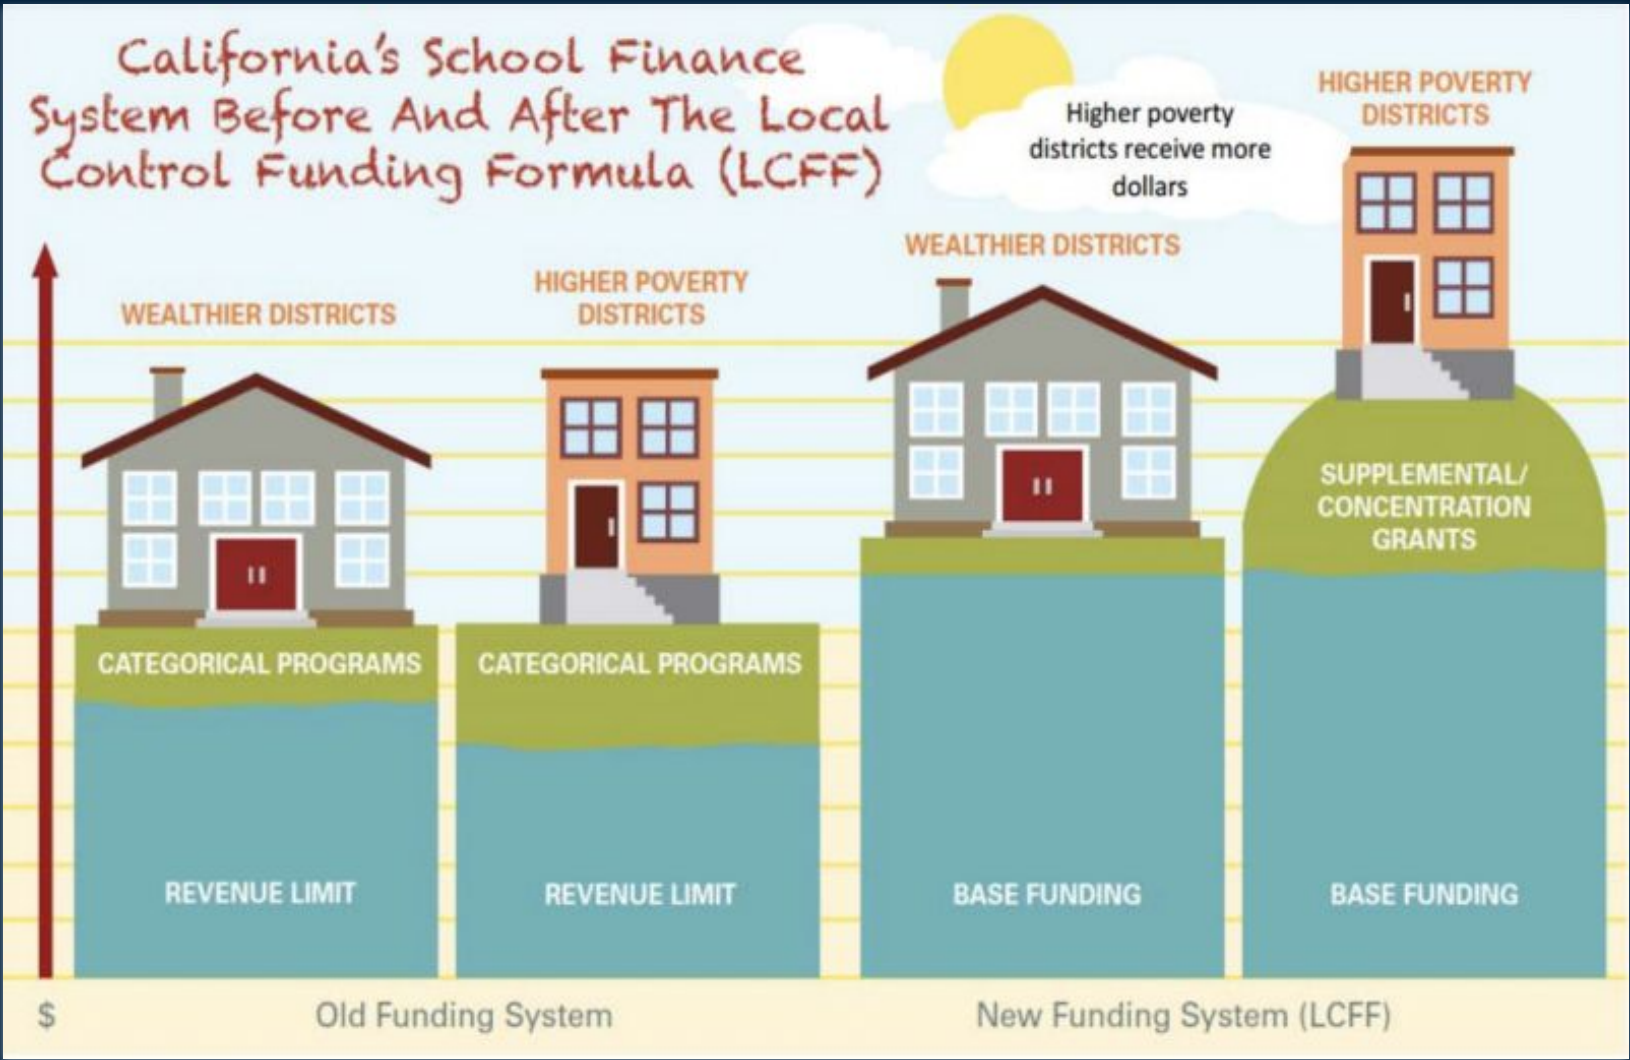 California's School Finance
System Before And After The Local
Control Funding Formula (LCFF)
Higher poverty
districts receive more
dollars
HIGHER POVERTY
DISTRICTS
WEALTHIER DISTRICTS
HIGHER POVERTY
DISTRICTS
WEALTHIER DISTRICTS
SUPPLEMENTAL/
CONCENTRATION
GRANTS
CATEGORICAL PROGRAMS
CATEGORICAL PROGRAMS
REVENUE LIMIT
REVENUE LIMIT
BASE FUNDING
BASE FUNDING
$
Old Funding System
New Funding System (LCFF)